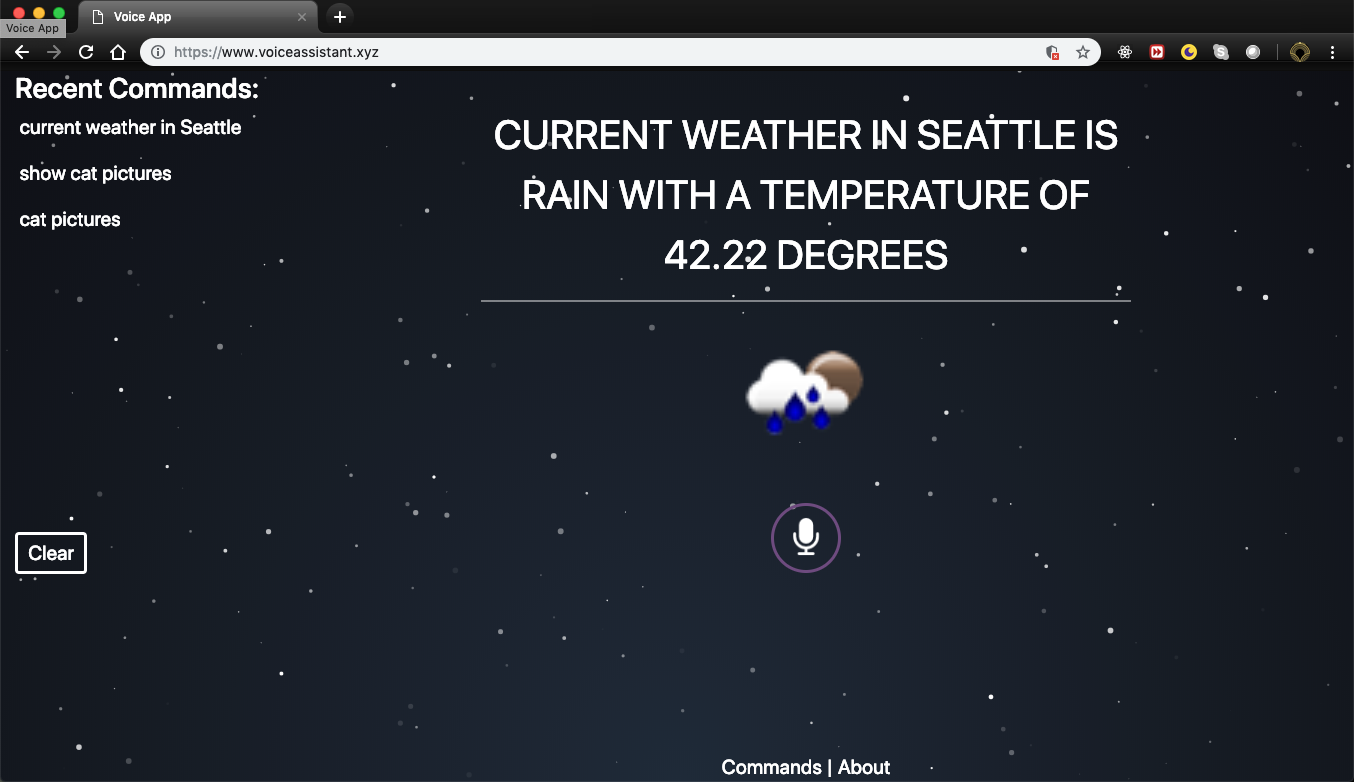 Voice App
Voice App
https://www.voiceassistant.xyz
Recent Commands:
current weather in Seattle
show cat pictures
cat pictures
CURRENT WEATHER IN SEATTLE IS
RAIN WITH A TEMPERATURE OF
42.22 DEGREES
Clear
Commands | About